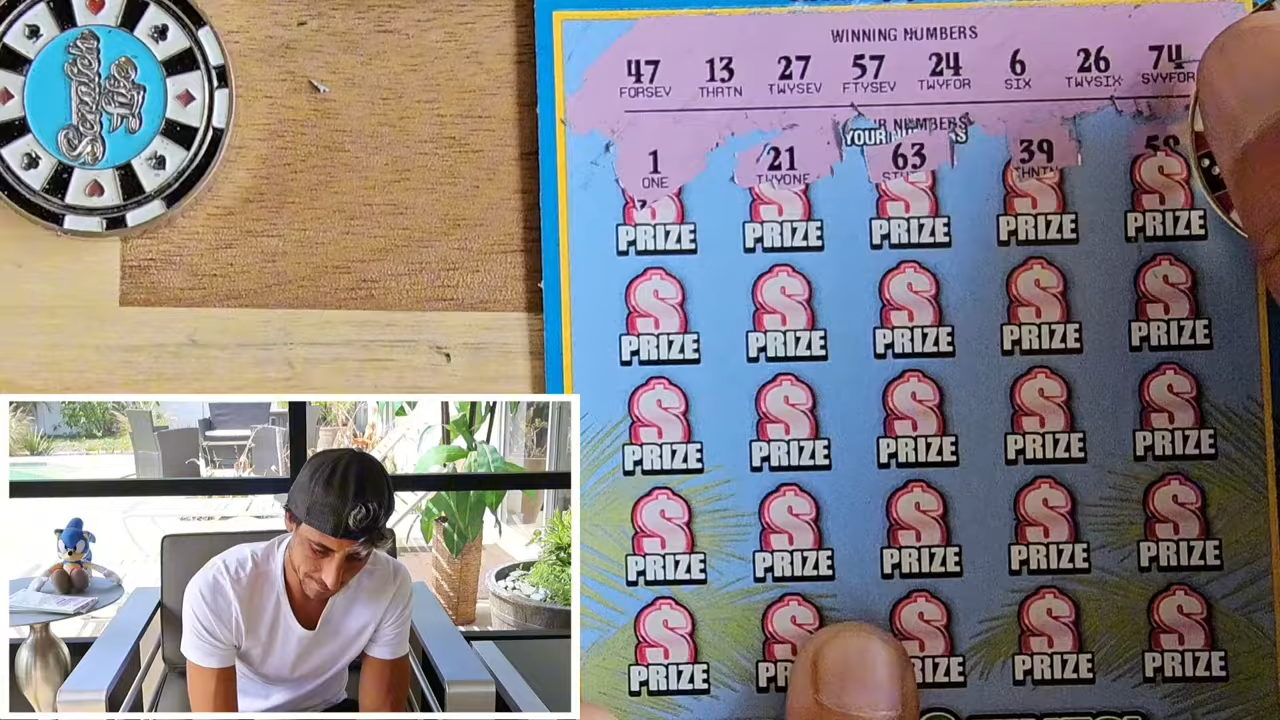 Scratch
Life
WINNING NUMBERS
47 13 27 57 24 6 26 74
FORSEV THRTN TWYSEV FTYSEV TWYFOR SIX TWYSIX SVYFOR
YOUR NUMBERS
1 21 63 39
ONE TWYONE
PRIZE PRIZE PRIZE PRIZE PRIZE
PRIZE PRIZE PRIZE PRIZE PRIZE
PRIZE PRIZE PRIZE PRIZE PRIZE
PRIZE PRIZE PRIZE PRIZE PRIZE
PRIZE PRIZE PRIZE PRIZE